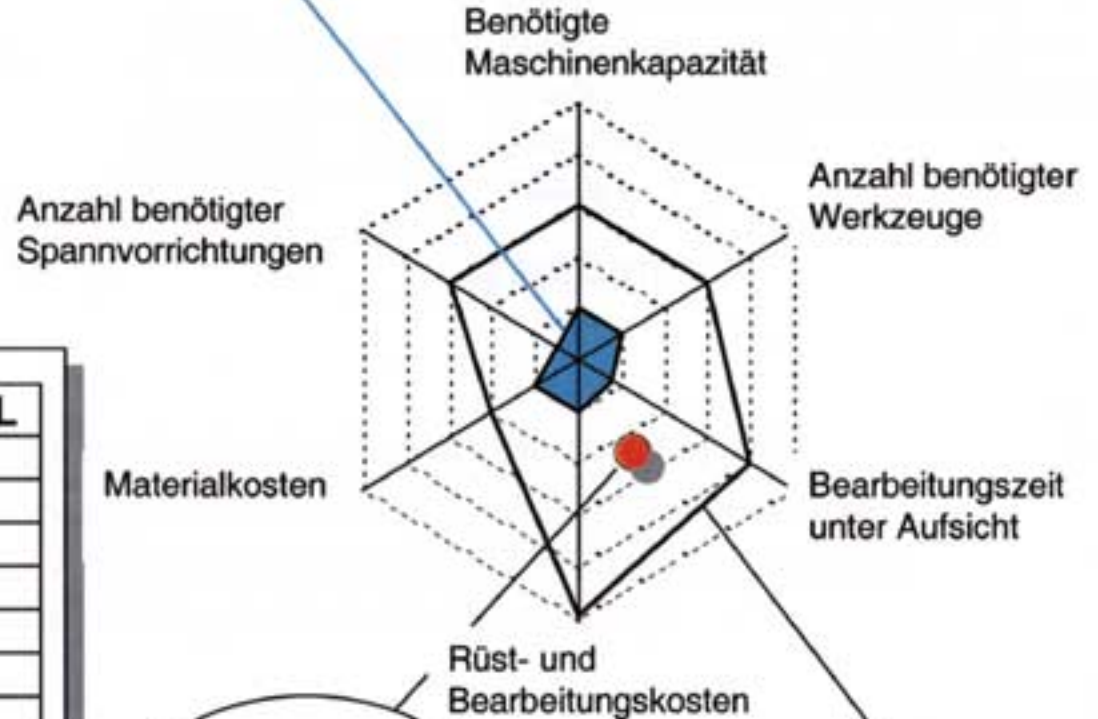 Benötigte
Maschinenkapazität
Anzahl benötigter
Werkzeuge
Anzahl benötigter
Spannvorrichtungen
L
Materialkosten
Bearbeitungszeit
unter Aufsicht
Rüst- und
Bearbeitungskosten